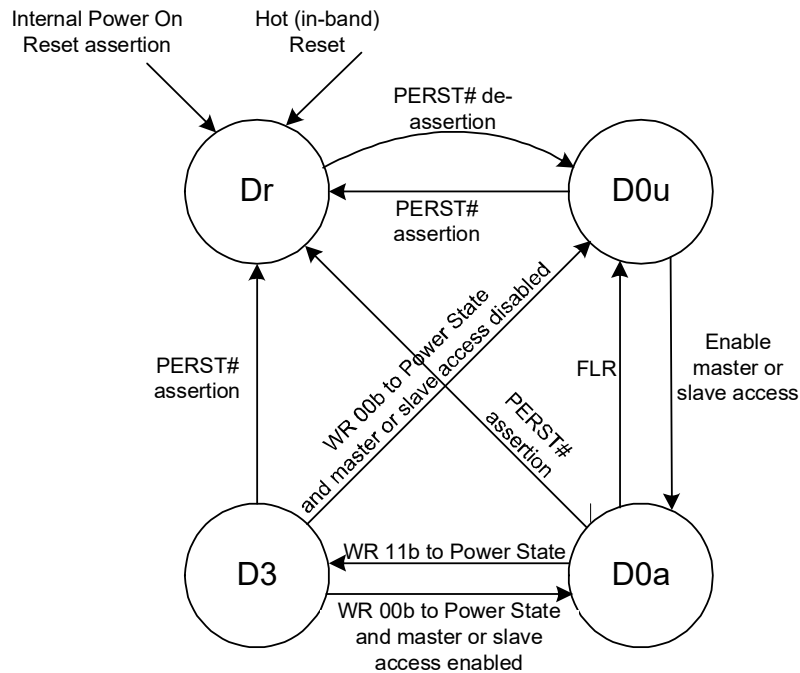 Internal Power On
Reset assertion
Hot (in-band)
Reset
PERST# de-
assertion
Dr
D0u
PERST#
assertion
WR 00b to Power State
and master or slave access disabled
PERST#
assertion
FLR
Enable
master or
slave access
PERST#
assertion
D3
WR 11b to Power State
D0a
WR 00b to Power State
and master or slave
access enabled